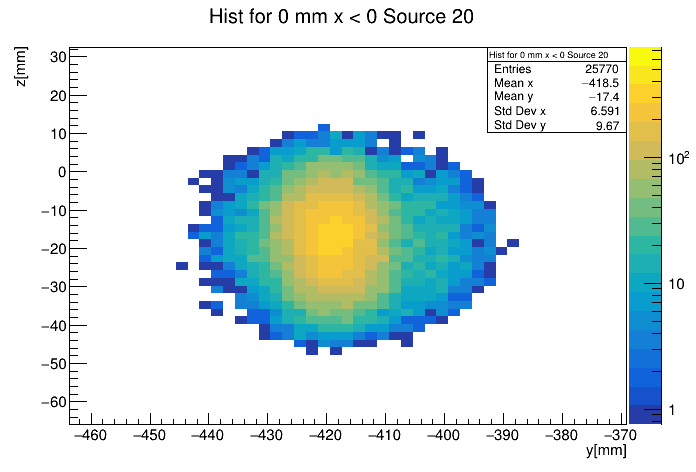 Hist for 0 mm x < 0 Source 20
z[mm]
Hist for 0 mm x < 0 Source 20
Entries 25770
Mean x −418.5
Mean y −17.4
Std Dev x 6.591
Std Dev y 9.67
30
20
10
0
−10
−20
−30
−40
−50
−60
10²
10
1
−460 −450 −440 −430 −420 −410 −400 −390 −380 −370
y[mm]